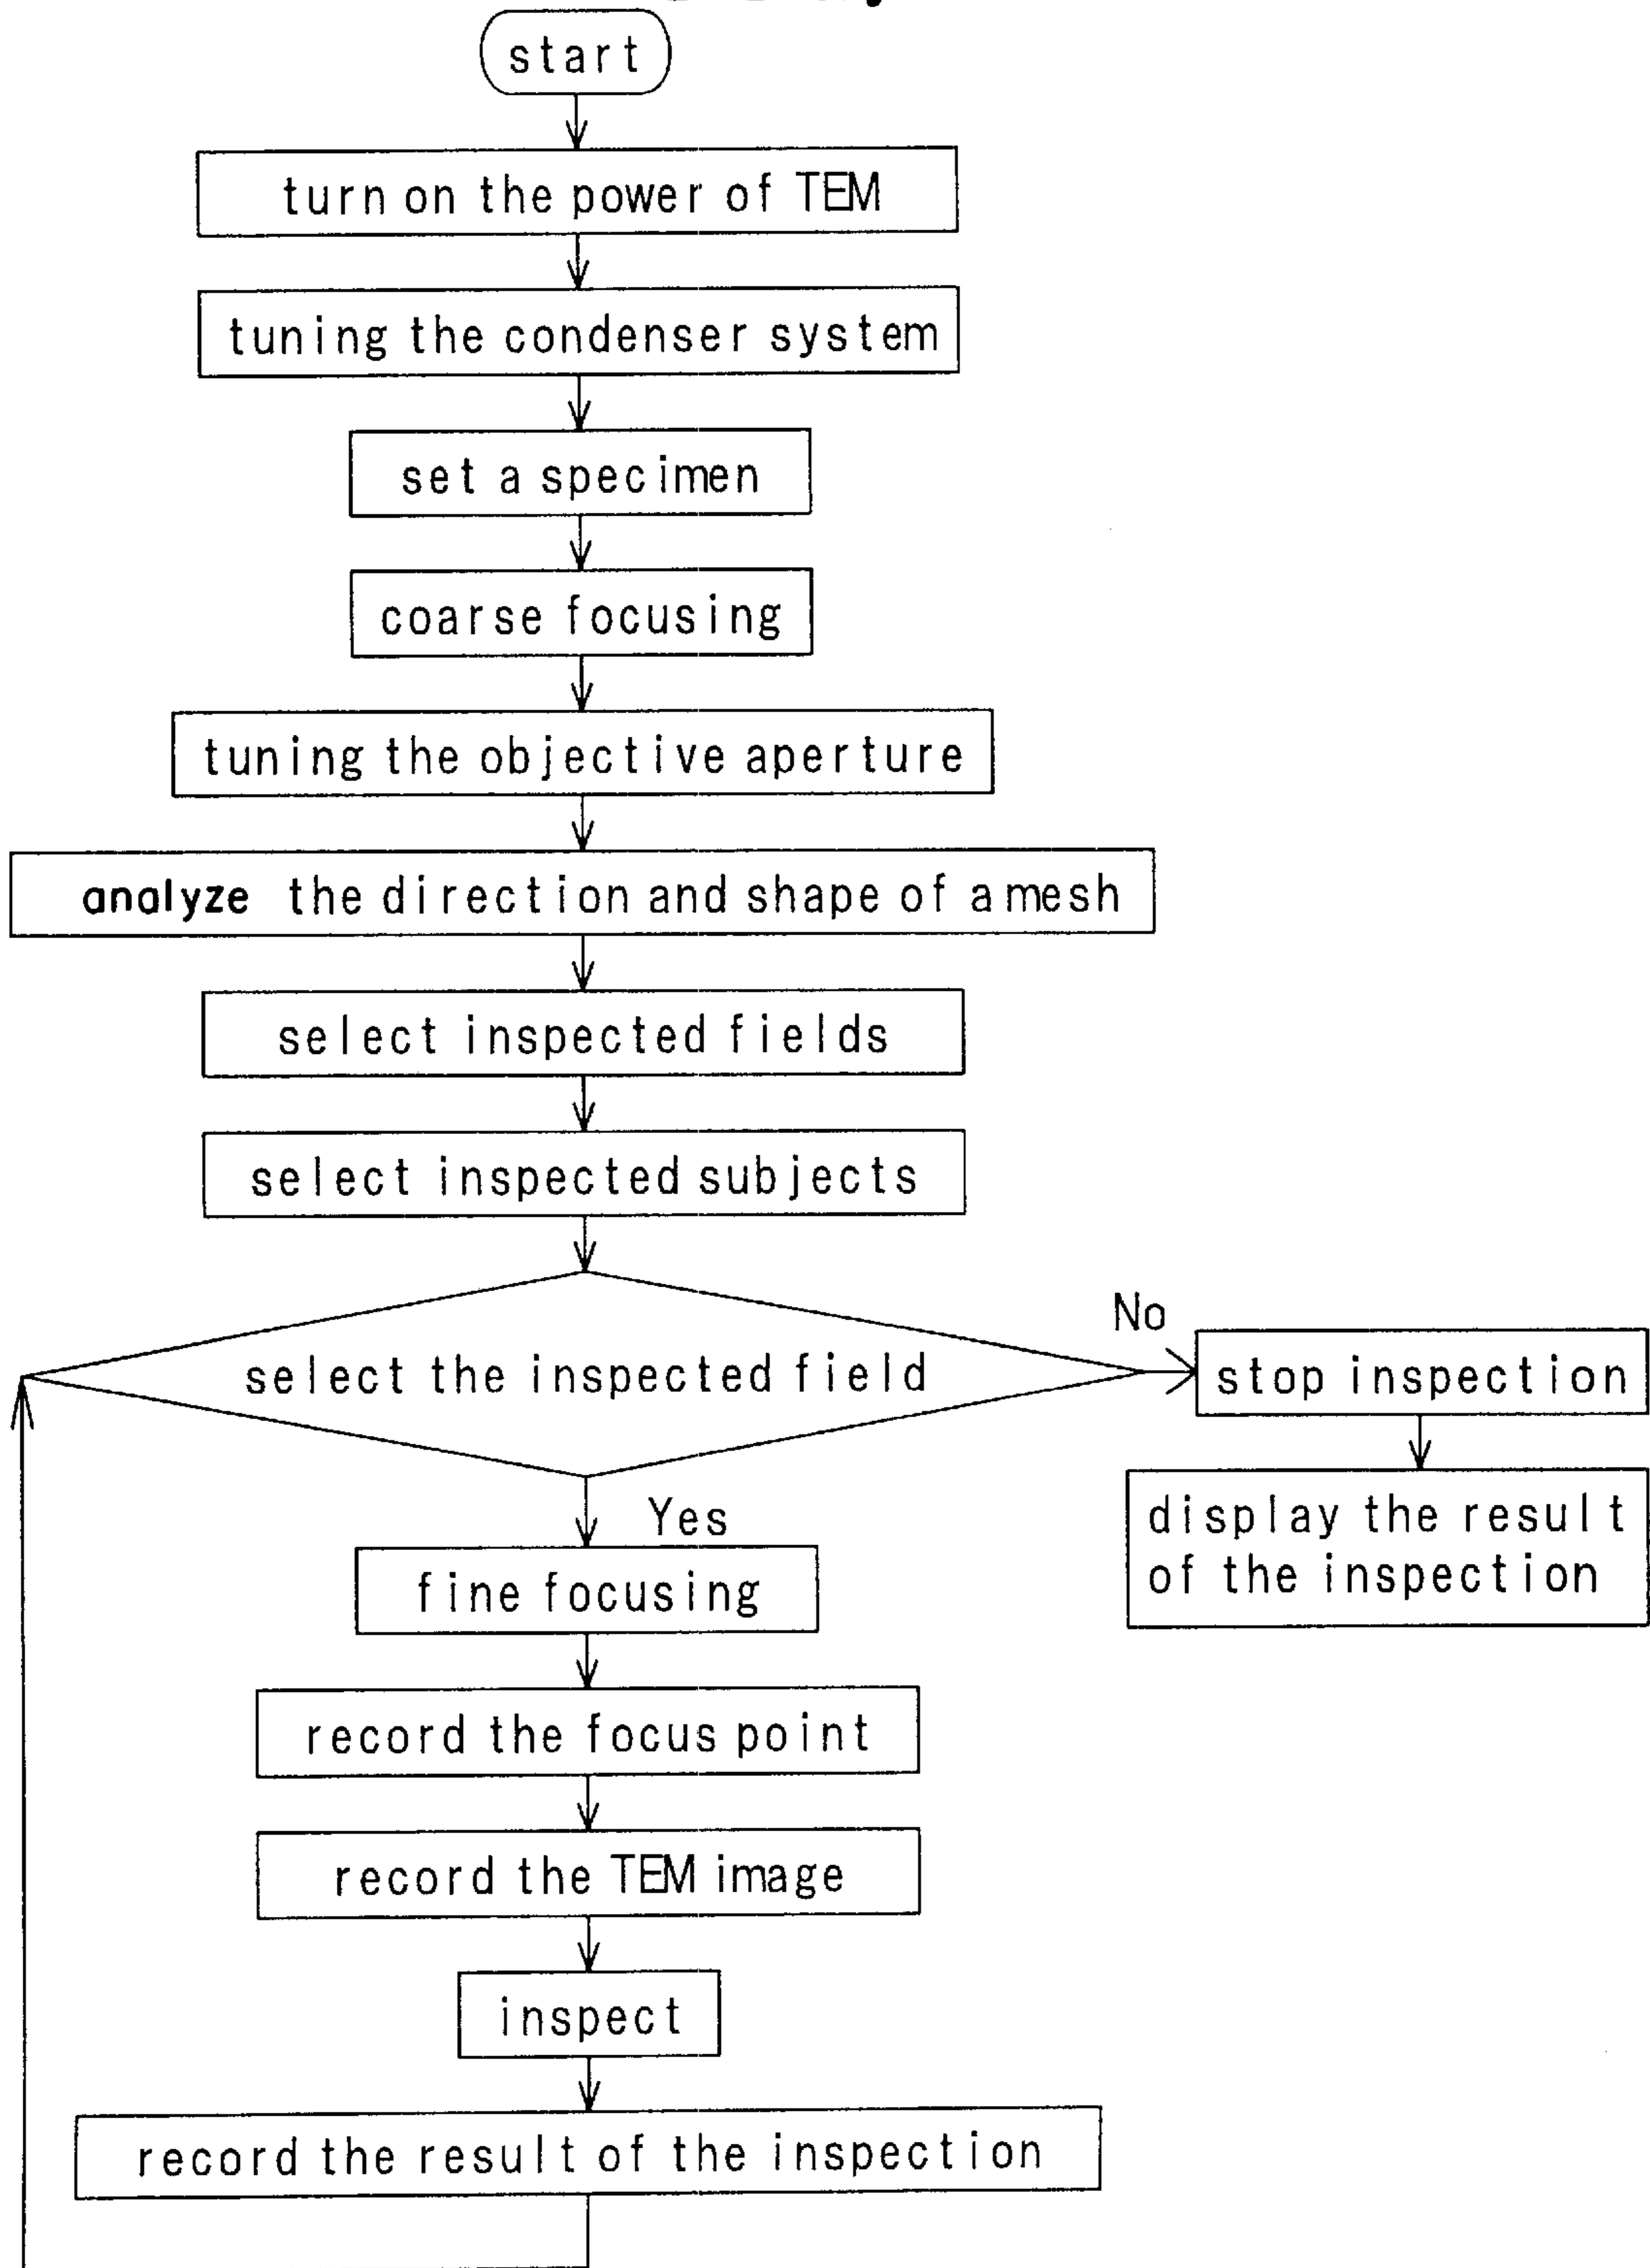 start
turn on the power of TEM
tuning the condenser system
set a specimen
coarse focusing
tuning the objective aperture
analyze the direction and shape of a mesh
select inspected fields
select inspected subjects
select the inspected field
No
stop inspection
display the result
of the inspection
Yes
fine focusing
record the focus point
record the TEM image
inspect
record the result of the inspection